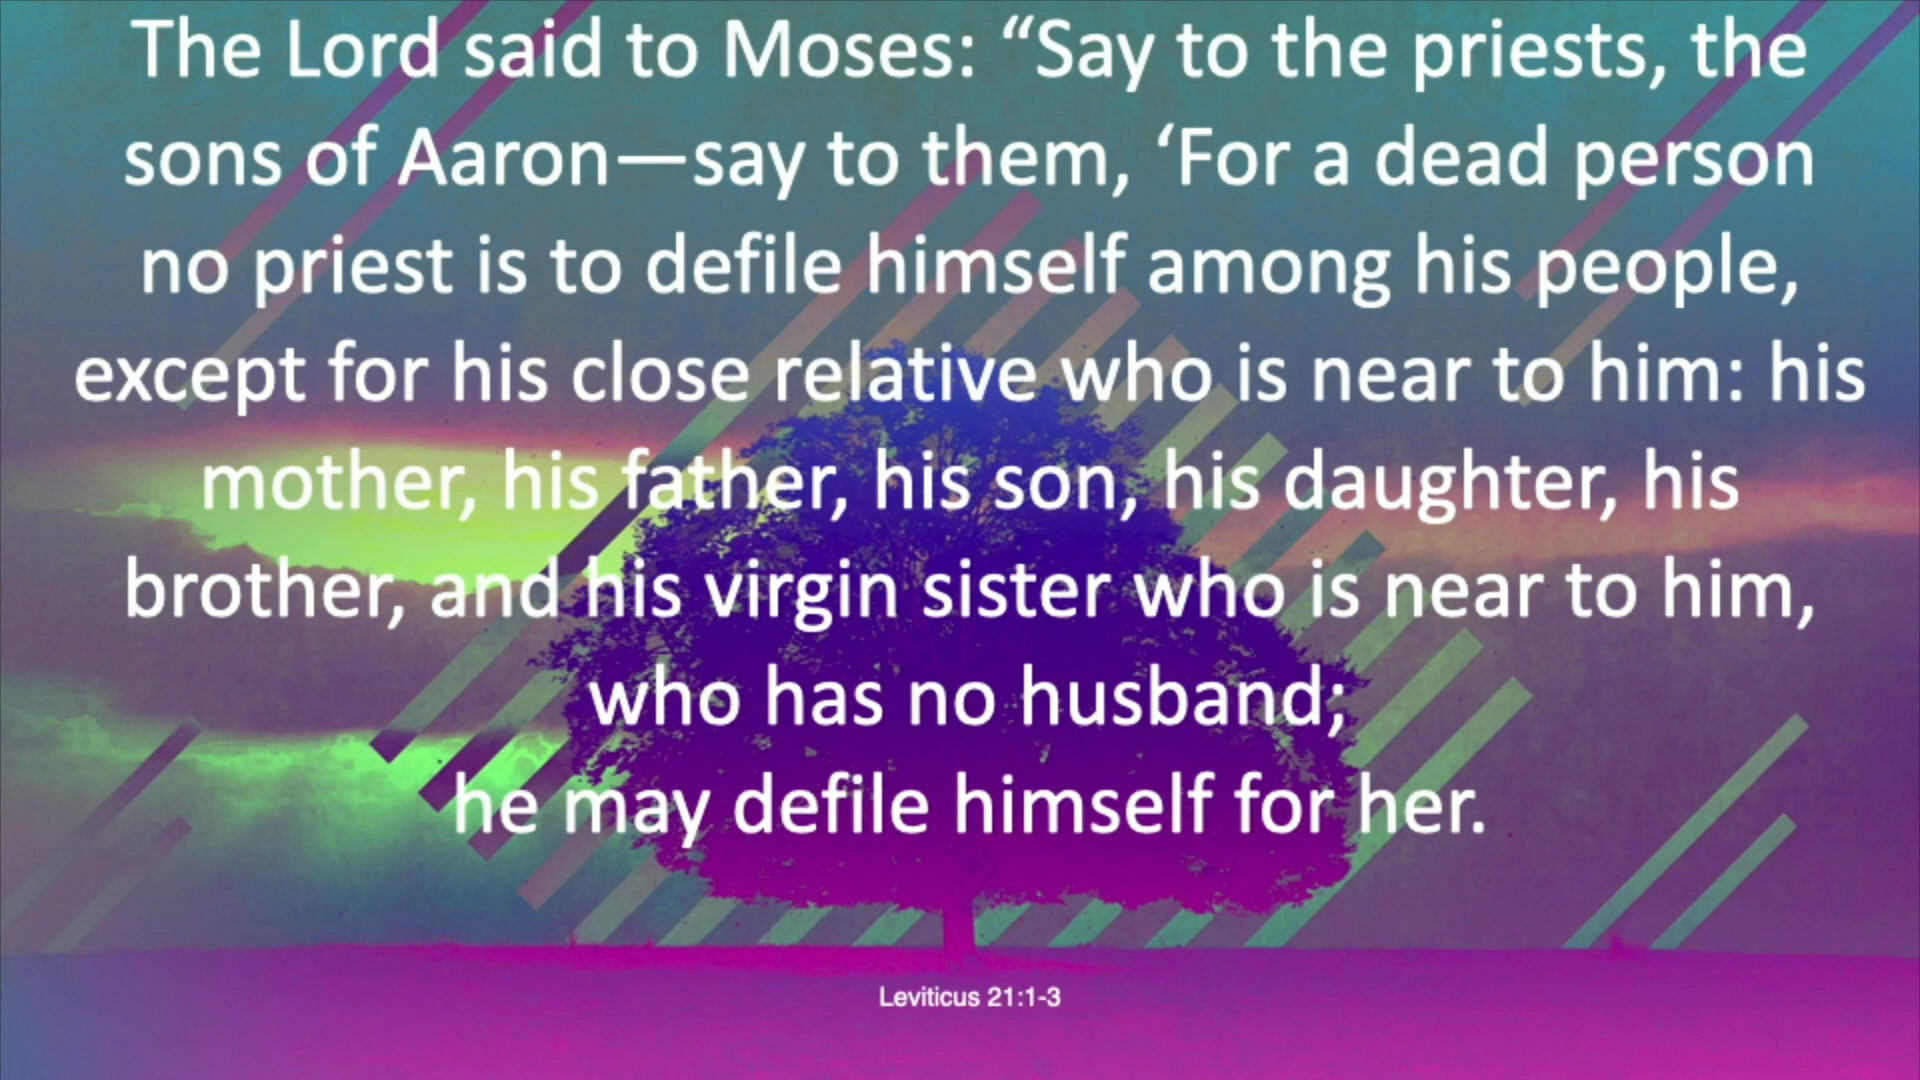 The Lord said to Moses: “Say to the priests, the
sons of Aaron—say to them, ‘For a dead person
no priest is to defile himself among his people,
except for his close relative who is near to him: his
mother, his father, his son, his daughter, his
brother, and his virgin sister who is near to him,
who has no husband;
he may defile himself for her.
Leviticus 21:1-3